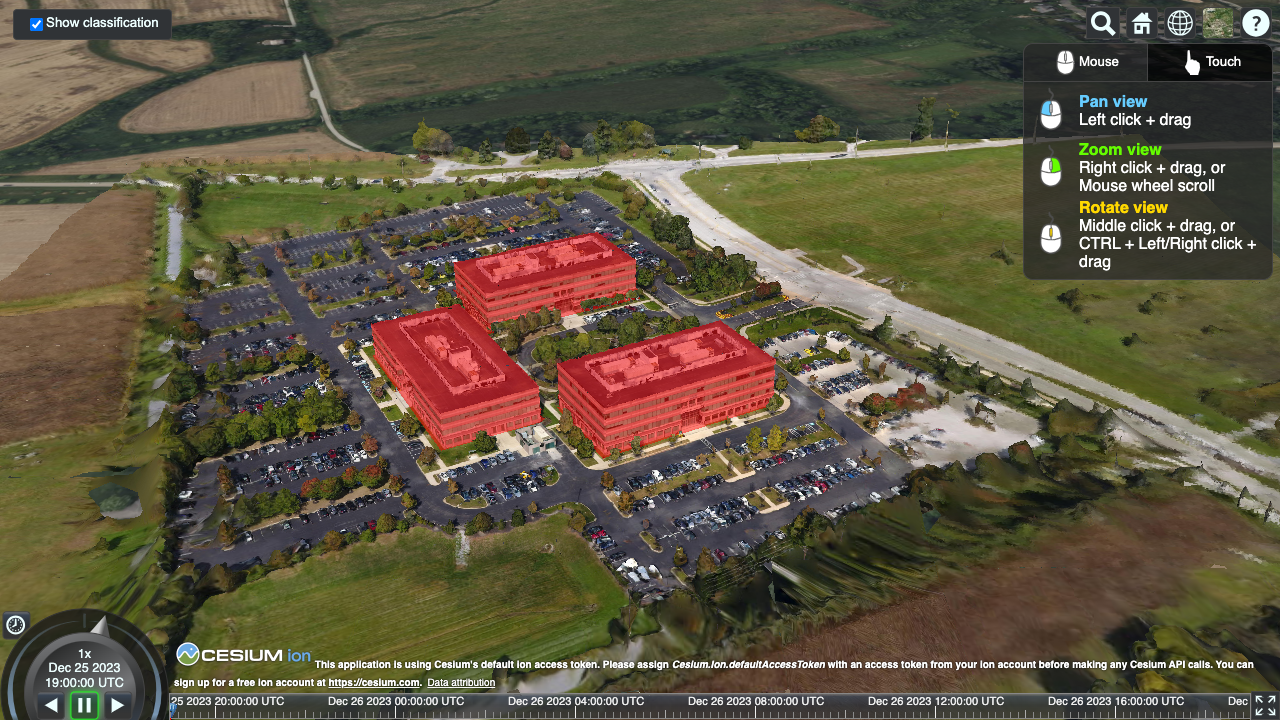 Show classification
?
Mouse
Touch
Pan view
Left click + drag
Zoom view
Right click + drag, or
Mouse wheel scroll
Rotate view
Middle click + drag, or
CTRL + Left/Right click +
drag
1x
Dec 25 2023
19:00:00 UTC
CESIUM ion This application is using Cesium's default ion access token. Please assign Cesium.Ion.defaultAccessToken with an access token from your ion account before making any Cesium API calls. You can
sign up for a free ion account at https://cesium.com. Data attribution
25 2023 20:00:00 UTC Dec 26 2023 00:00:00 UTC Dec 26 2023 04:00:00 UTC Dec 26 2023 08:00:00 UTC Dec 26 2023 12:00:00 UTC Dec 26 2023 16:00:00 UTC Dec